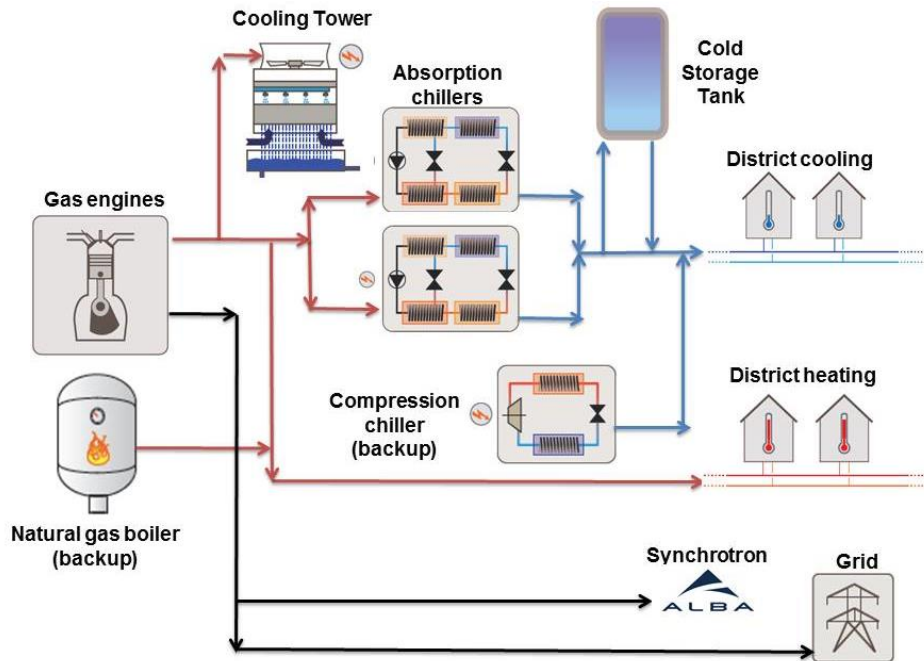 Cooling Tower
Absorption
chillers
Cold
Storage
Tank
District cooling
Gas engines
Compression
chiller
(backup)
District heating
Natural gas boiler
(backup)
Synchrotron
ALBA
Grid